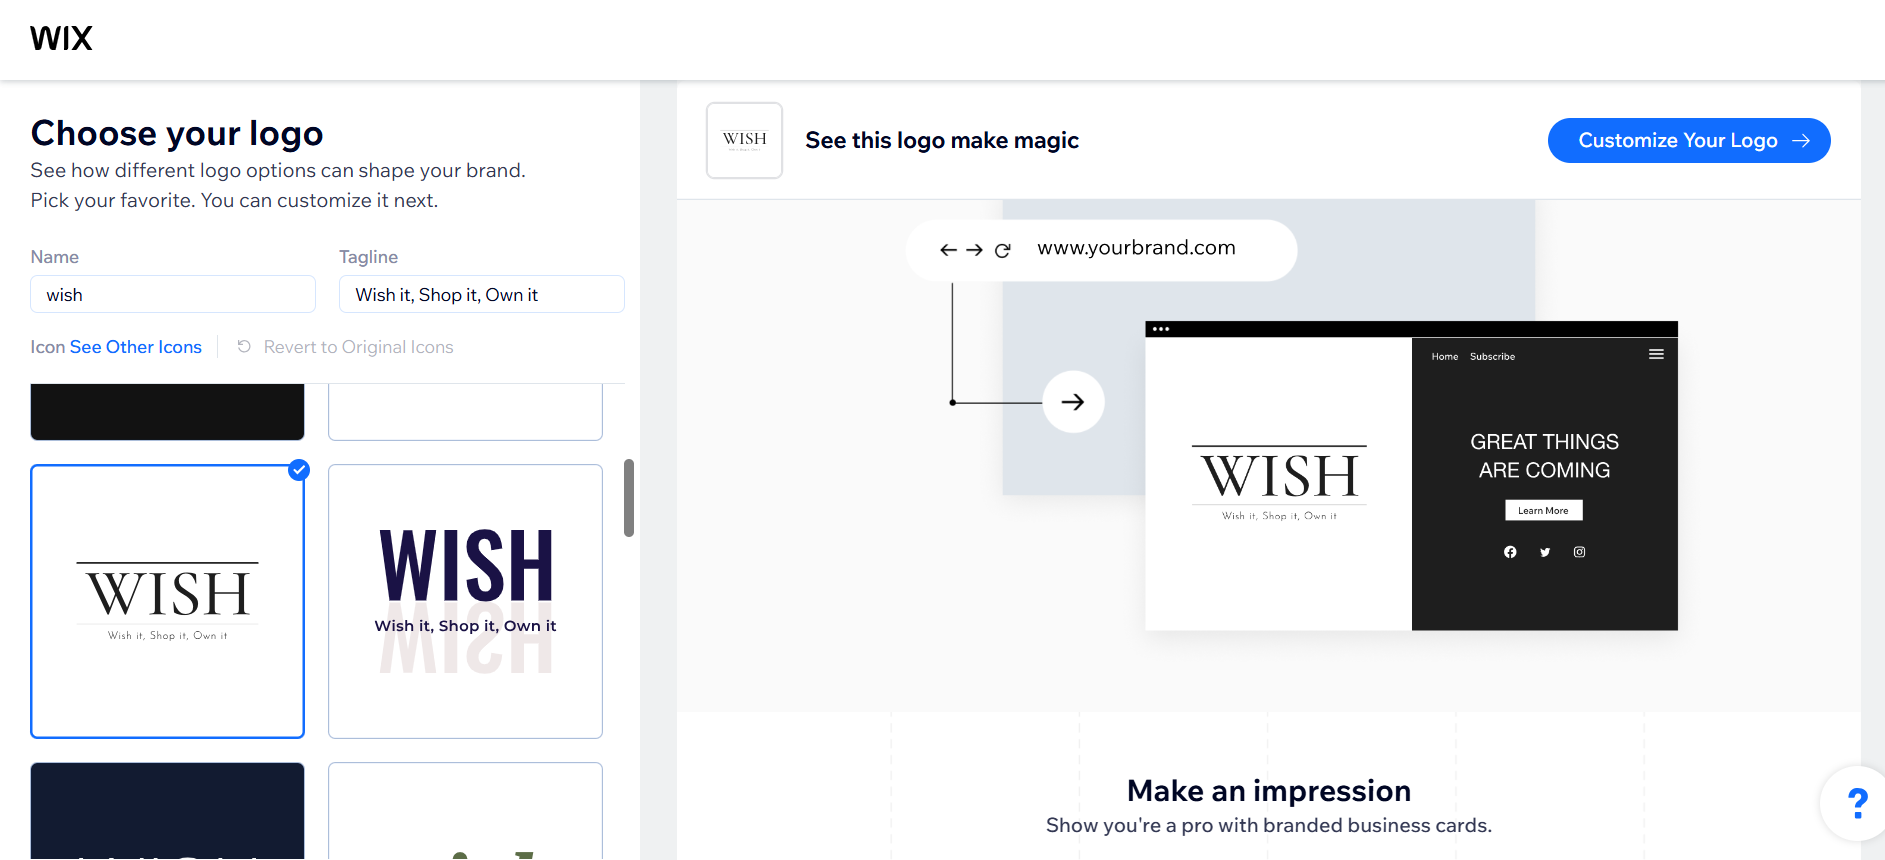 WIX
Choose your logo
See how different logo options can shape your brand.
Pick your favorite. You can customize it next.
Name
Tagline
wish
Wish it, Shop it, Own it
Icon See Other Icons
Revert to Original Icons
WISH
Wish it, Shop it, Own it
WISH
Wish it, Shop it, Own it
WISH
See this logo make magic
Customize Your Logo
www.yourbrand.com
Home Subscribe
WISH
Wish it, Shop it, Own it
GREAT THINGS
ARE COMING
Learn More
Make an impression
Show you're a pro with branded business cards.
?